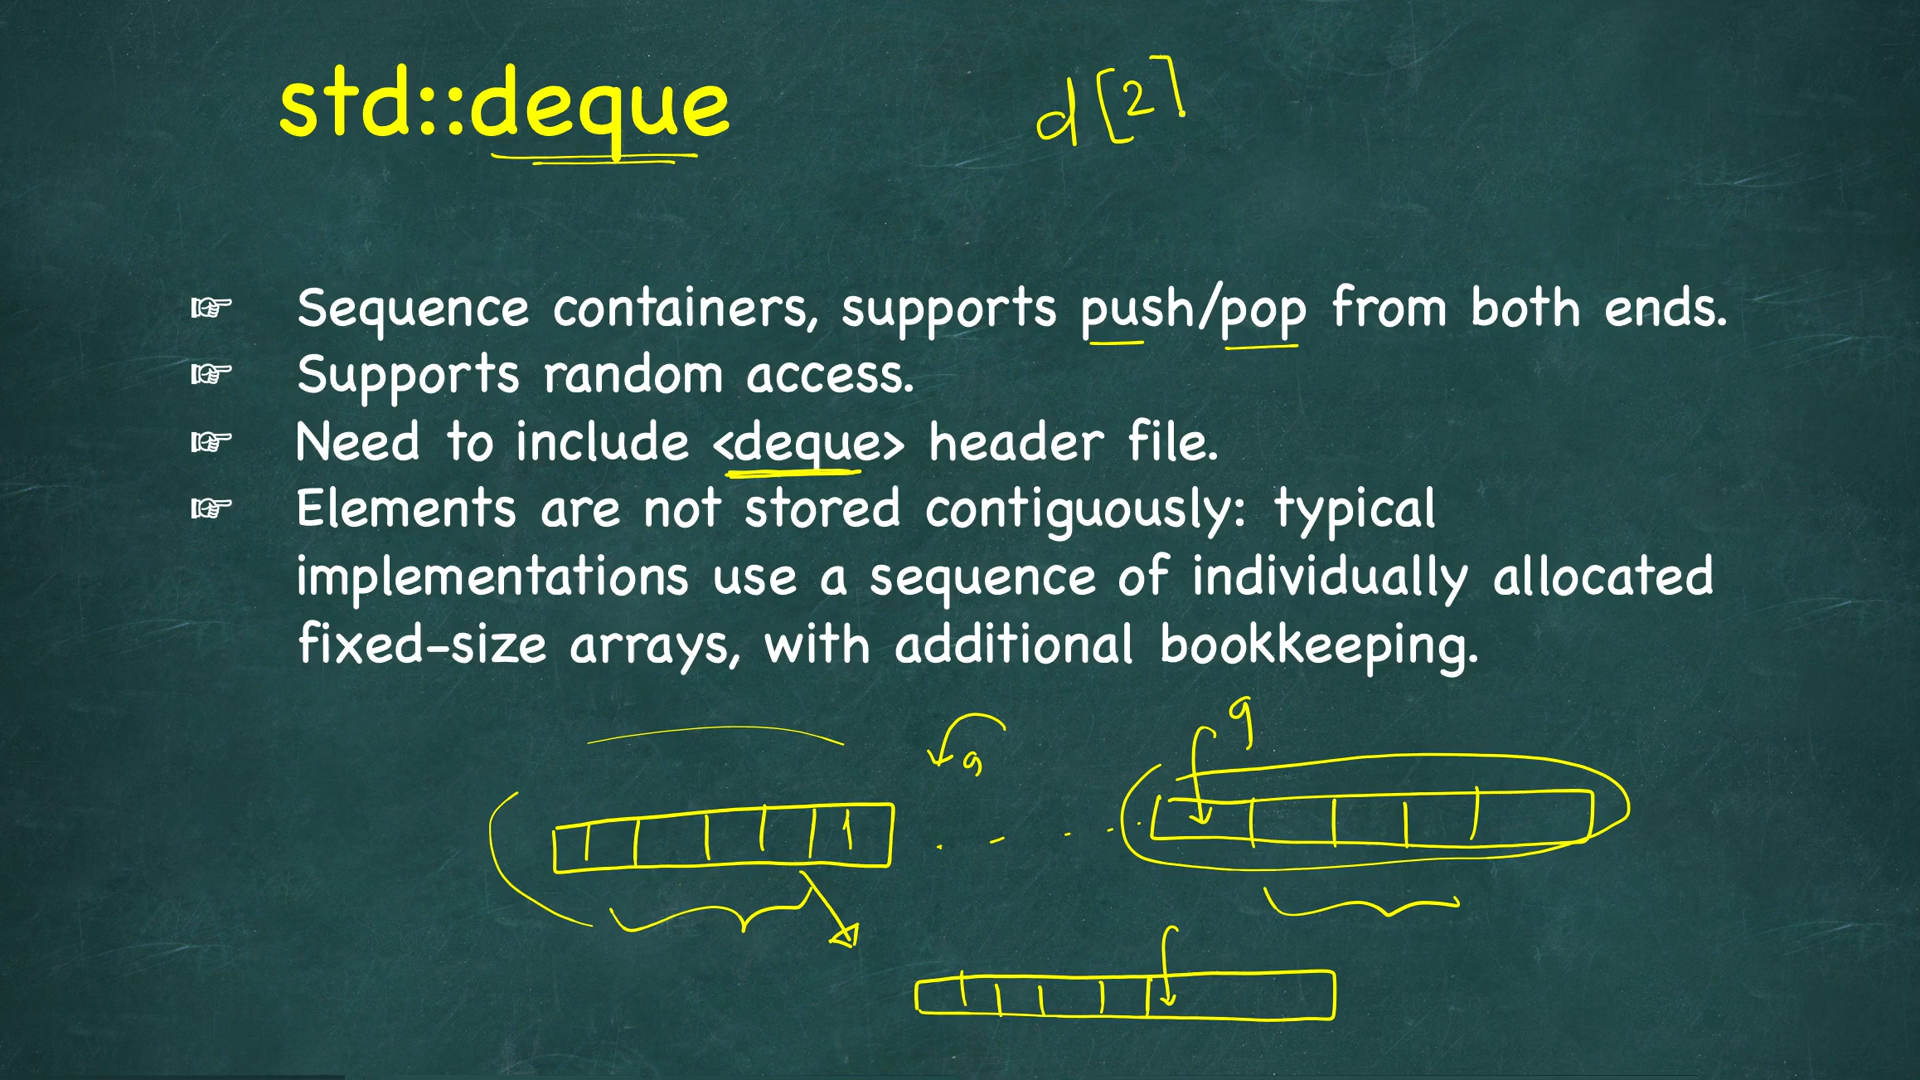 std::deque
d[2]
☞ Sequence containers, supports push/pop from both ends.
☞ Supports random access.
☞ Need to include <deque> header file.
☞ Elements are not stored contiguously: typical
implementations use a sequence of individually allocated
fixed-size arrays, with additional bookkeeping.